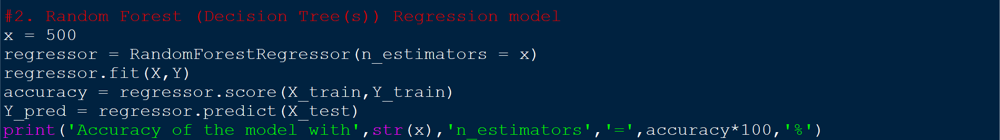 #2. Random Forest (Decision Tree(s)) Regression model
x = 500
regressor = RandomForestRegressor(n_estimators = x)
regressor.fit(X,Y)
accuracy = regressor.score(X_train,Y_train)
Y_pred = regressor.predict(X_test)
print('Accuracy of the model with',str(x),'n_estimators','=',accuracy*100,'%')